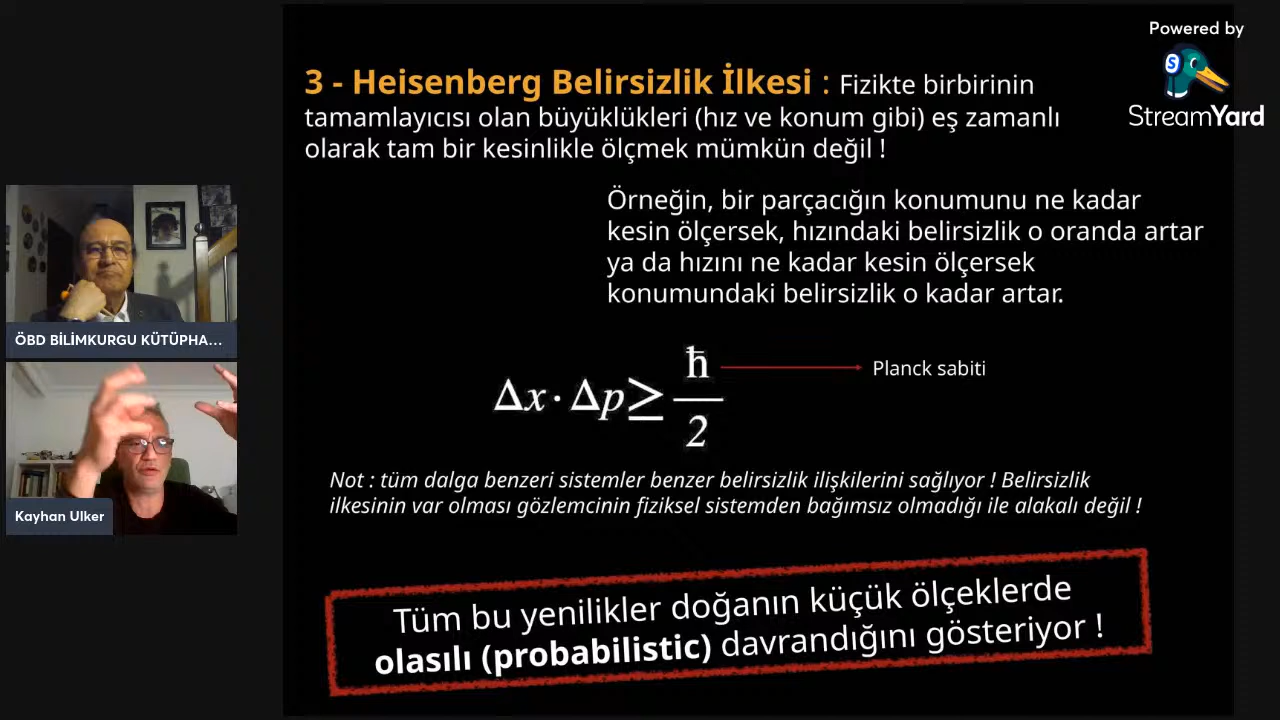 Powered by
S
StreamYard
3 - Heisenberg Belirsizlik İlkesi : Fizikte birbirinin
tamamlayıcısı olan büyüklükleri (hız ve konum gibi) eş zamanlı
olarak tam bir kesinlikle ölçmek mümkün değil !
Örneğin, bir parçacığın konumunu ne kadar
kesin ölçersek, hızındaki belirsizlik o oranda artar
ya da hızını ne kadar kesin ölçersek
konumundaki belirsizlik o kadar artar.
Δx · Δp ≥ ħ/2
Planck sabiti
Not : tüm dalga benzeri sistemler benzer belirsizlik ilişkilerini sağlıyor ! Belirsizlik
ilkesinin var olması gözlemcinin fiziksel sistemden bağımsız olmadığı ile alakalı değil !
Tüm bu yenilikler doğanın küçük ölçeklerde
olasılı (probabilistic) davrandığını gösteriyor !
ÖBD BİLİMKURGU KÜTÜPHA...
Kayhan Ulker